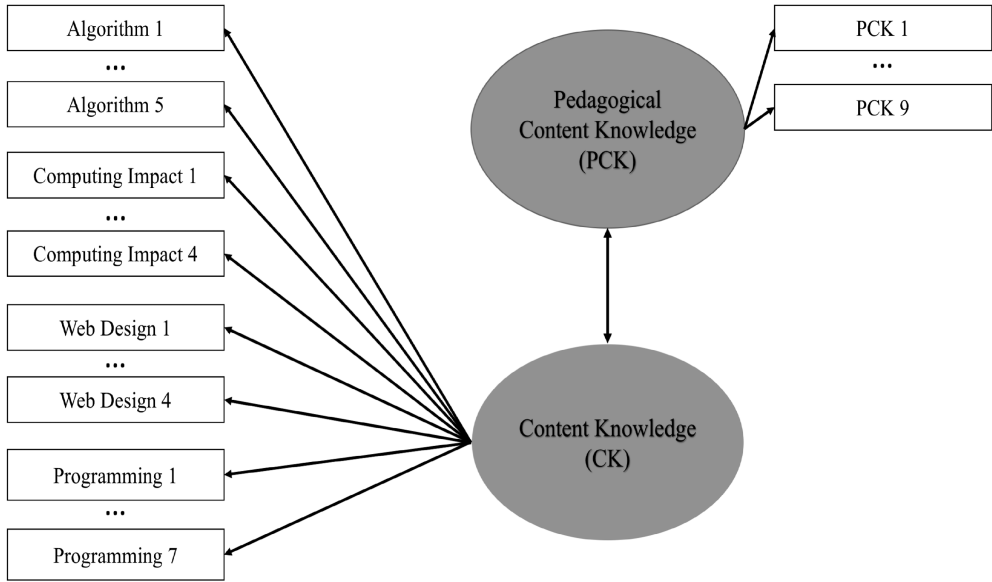 Algorithm 1
...
Algorithm 5
Computing Impact 1
...
Computing Impact 4
Web Design 1
...
Web Design 4
Programming 1
...
Programming 7
Pedagogical
Content Knowledge
(PCK)
Content Knowledge
(CK)
PCK 1
...
PCK 9